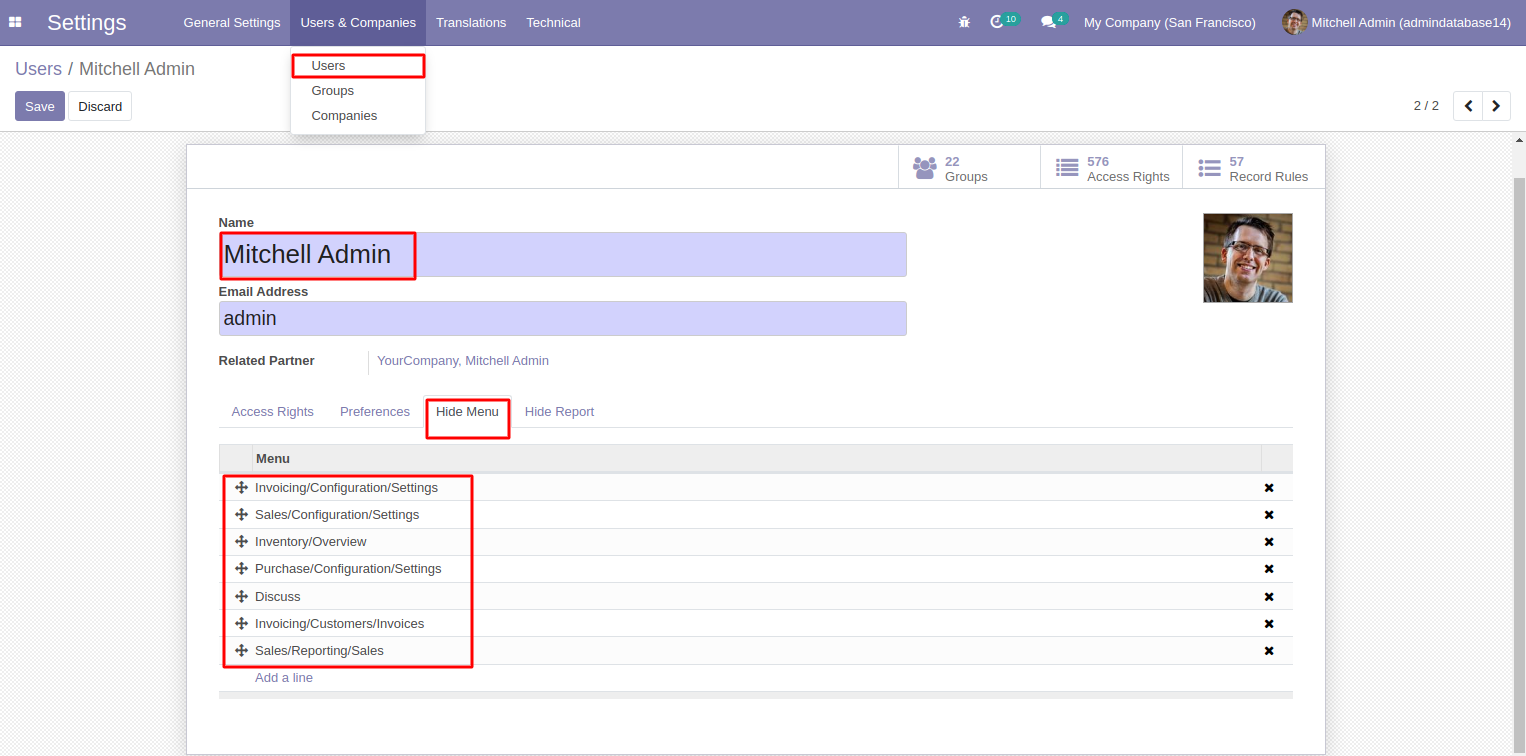 Settings General Settings Users & Companies Translations Technical 10 4 My Company (San Francisco) Mitchell Admin (admindatabase14)
Users / Mitchell Admin
Users
Groups
Companies
Save Discard
2 / 2
22 Groups
576 Access Rights
57 Record Rules
Name
Mitchell Admin
Email Address
admin
Related Partner YourCompany, Mitchell Admin
Access Rights Preferences Hide Menu Hide Report
Menu
Invoicing/Configuration/Settings
Sales/Configuration/Settings
Inventory/Overview
Purchase/Configuration/Settings
Discuss
Invoicing/Customers/Invoices
Sales/Reporting/Sales
Add a line